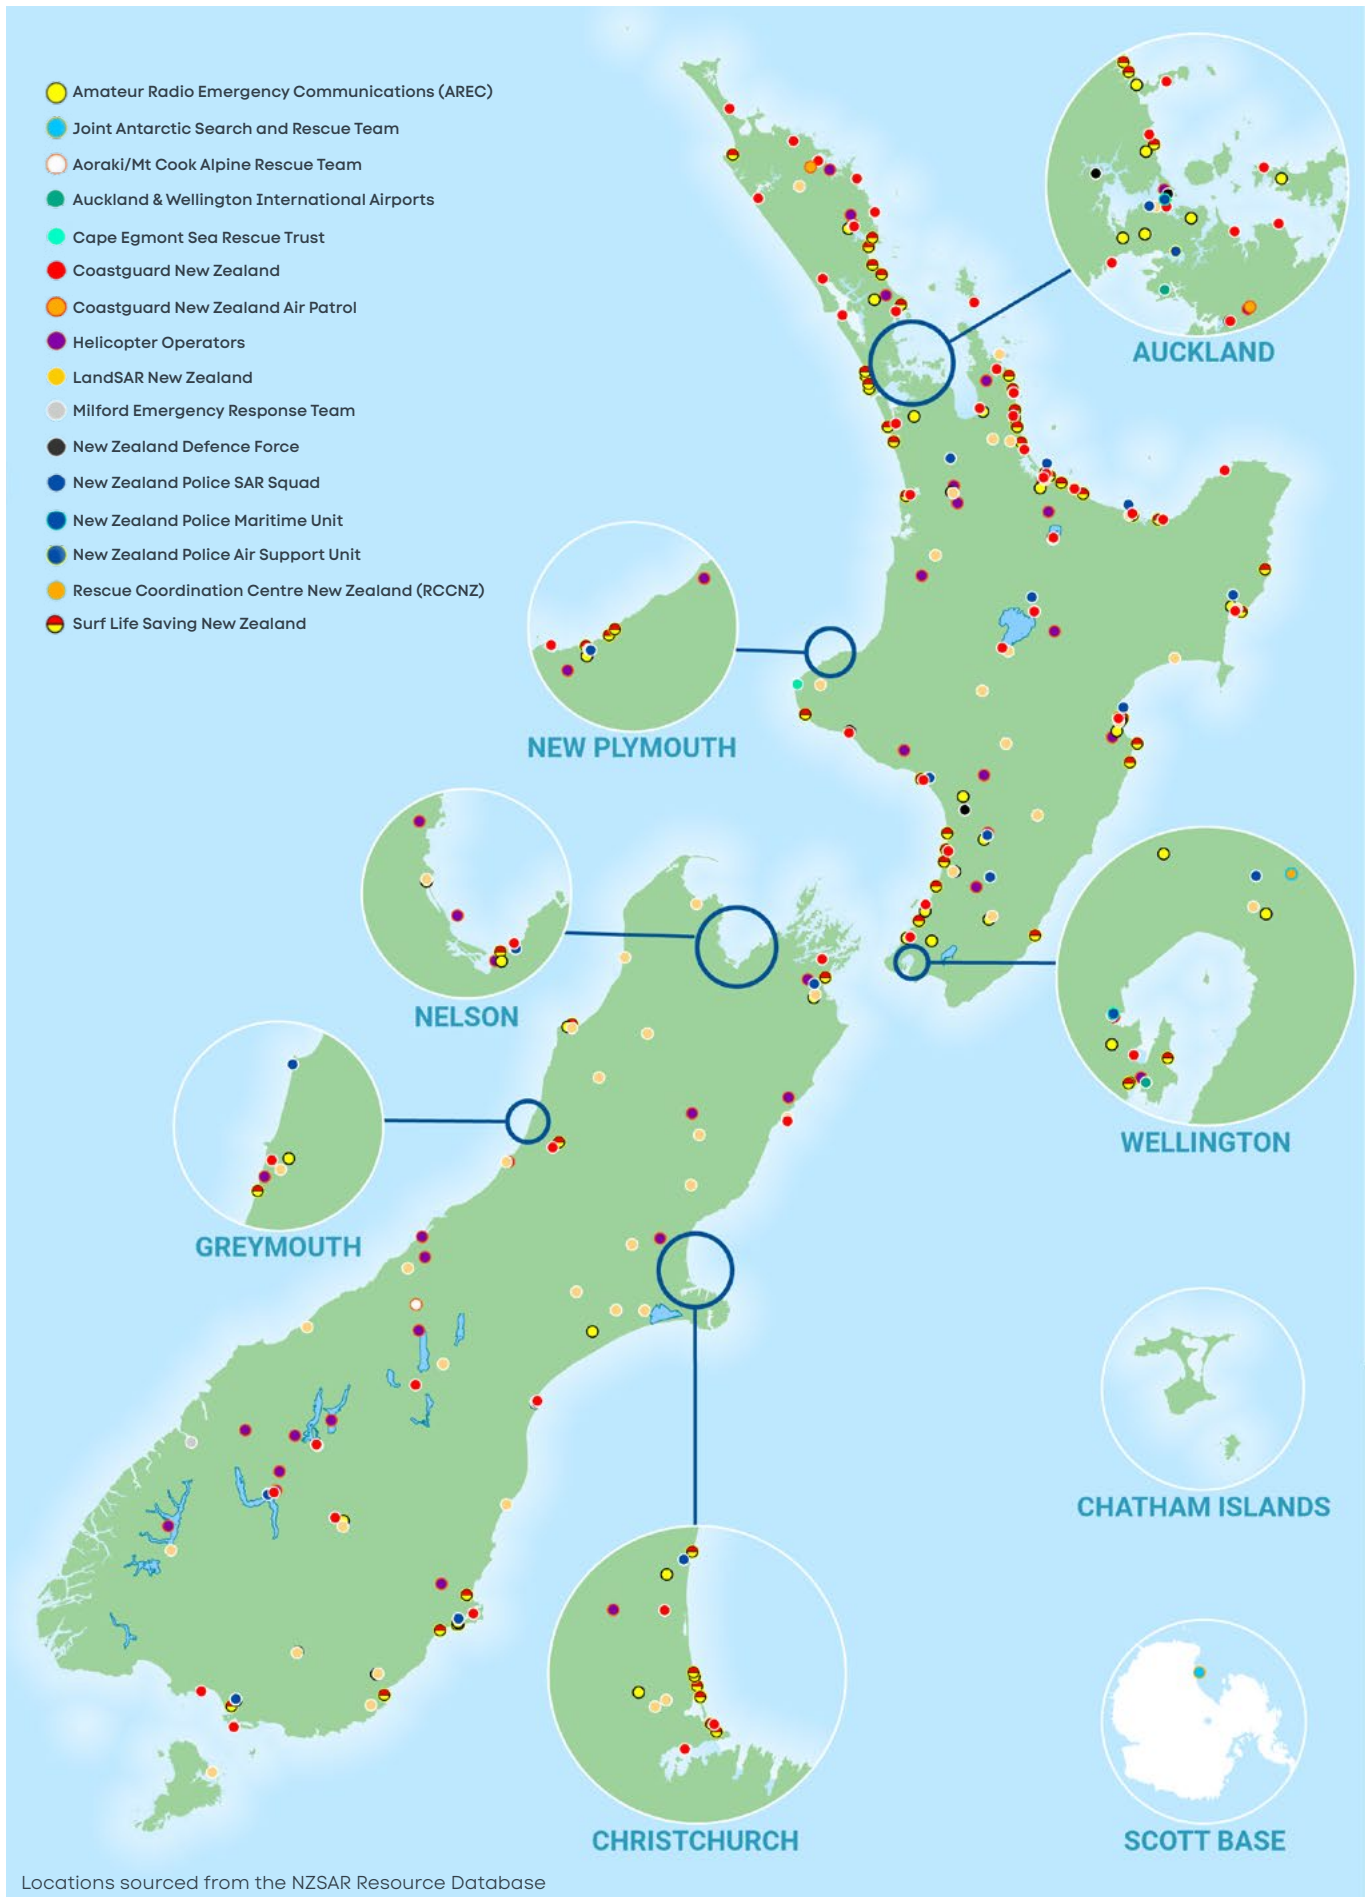 Amateur Radio Emergency Communications (AREC)
Joint Antarctic Search and Rescue Team
Aoraki/Mt Cook Alpine Rescue Team
Auckland & Wellington International Airports
Cape Egmont Sea Rescue Trust
Coastguard New Zealand
Coastguard New Zealand Air Patrol
Helicopter Operators
LandSAR New Zealand
Milford Emergency Response Team
New Zealand Defence Force
New Zealand Police SAR Squad
New Zealand Police Maritime Unit
New Zealand Police Air Support Unit
Rescue Coordination Centre New Zealand (RCCNZ)
Surf Life Saving New Zealand
AUCKLAND
NEW PLYMOUTH
NELSON
WELLINGTON
GREYMOUTH
CHATHAM ISLANDS
CHRISTCHURCH
SCOTT BASE
Locations sourced from the NZSAR Resource Database